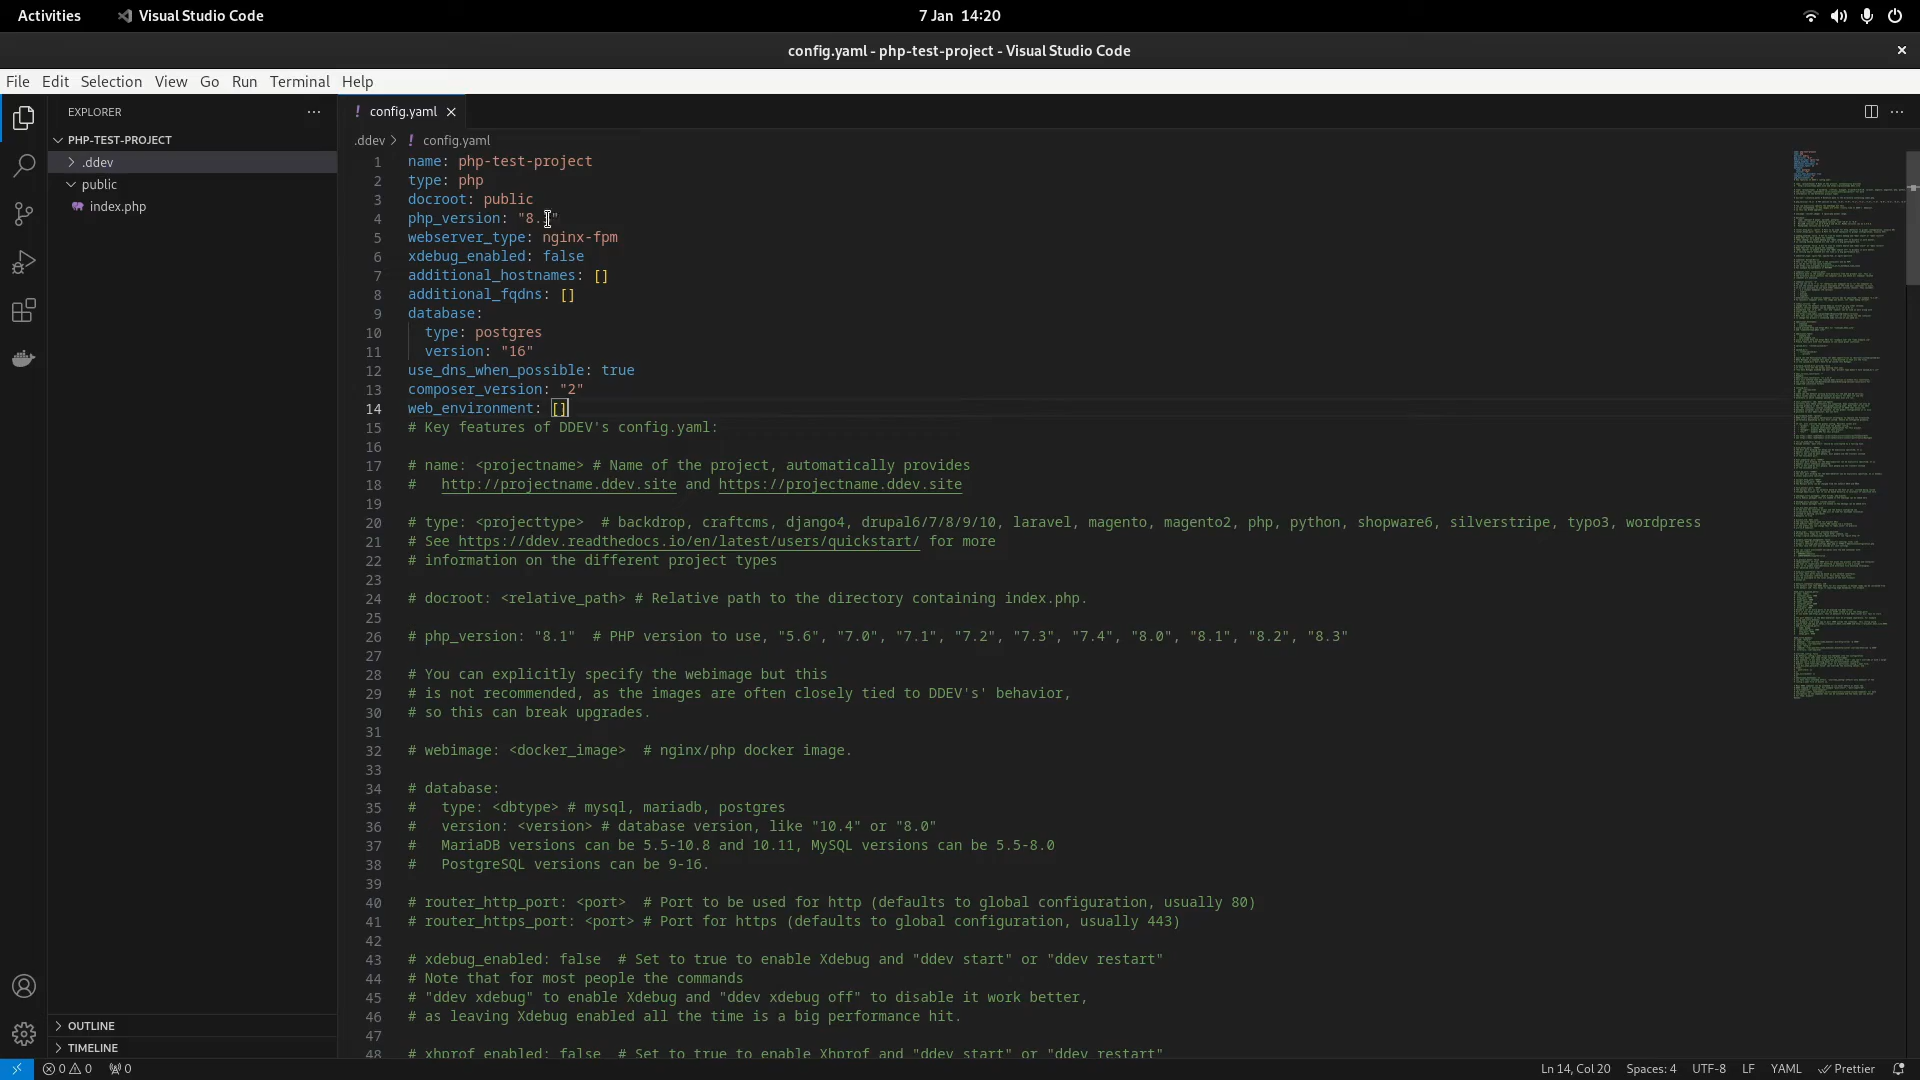 Activities
Visual Studio Code
7 Jan 14:20
config.yaml - php-test-project - Visual Studio Code
File Edit Selection View Go Run Terminal Help
EXPLORER
PHP-TEST-PROJECT
.ddev
public
index.php
config.yaml
.ddev > config.yaml
1 name: php-test-project
2 type: php
3 docroot: public
4 php_version: "8.
5 webserver_type: nginx-fpm
6 xdebug_enabled: false
7 additional_hostnames: []
8 additional_fqdns: []
9 database:
10 type: postgres
11 version: "16"
12 use_dns_when_possible: true
13 composer_version: "2"
14 web_environment: []
15 # Key features of DDEV's config.yaml:
16
17 # name: <projectname> # Name of the project, automatically provides
18 #   http://projectname.ddev.site and https://projectname.ddev.site
19
20 # type: <projecttype>  # backdrop, craftcms, django4, drupal6/7/8/9/10, laravel, magento, magento2, php, python, shopware6, silverstripe, typo3, wordpress
21 # See https://ddev.readthedocs.io/en/latest/users/quickstart/ for more
22 # information on the different project types
23
24 # docroot: <relative_path> # Relative path to the directory containing index.php.
25
26 # php_version: "8.1"  # PHP version to use, "5.6", "7.0", "7.1", "7.2", "7.3", "7.4", "8.0", "8.1", "8.2", "8.3"
27
28 # You can explicitly specify the webimage but this
29 # is not recommended, as the images are often closely tied to DDEV's' behavior,
30 # so this can break upgrades.
31
32 # webimage: <docker_image>  # nginx/php docker image.
33
34 # database:
35 #   type: <dbtype> # mysql, mariadb, postgres
36 #   version: <version> # database version, like "10.4" or "8.0"
37 #   MariaDB versions can be 5.5-10.8 and 10.11, MySQL versions can be 5.5-8.0
38 #   PostgreSQL versions can be 9-16.
39
40 # router_http_port: <port>  # Port to be used for http (defaults to global configuration, usually 80)
41 # router_https_port: <port> # Port for https (defaults to global configuration, usually 443)
42
43 # xdebug_enabled: false  # Set to true to enable Xdebug and "ddev start" or "ddev restart"
44 # Note that for most people the commands
45 # "ddev xdebug" to enable Xdebug and "ddev xdebug off" to disable it work better,
46 # as leaving Xdebug enabled all the time is a big performance hit.
47
48 # xhprof_enabled: false  # Set to true to enable Xhprof and "ddev start" or "ddev restart"
OUTLINE
TIMELINE
0 0 0
Ln 14, Col 20 Spaces: 4 UTF-8 LF YAML Prettier